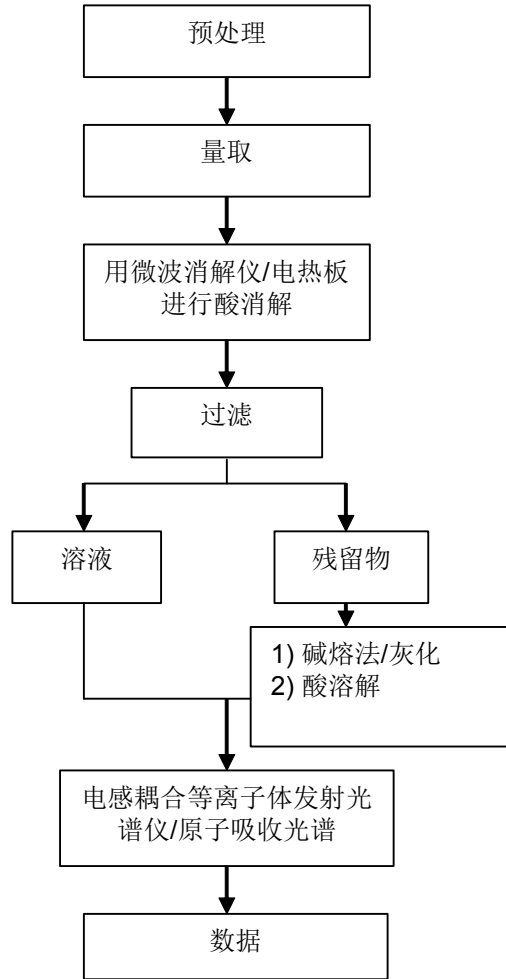 预处理
量取
用微波消解仪/电热板
进行酸消解
过滤
溶液
残留物
1) 碱熔法/灰化
2) 酸溶解
电感耦合等离子体发射光
谱仪/原子吸收光谱
数据